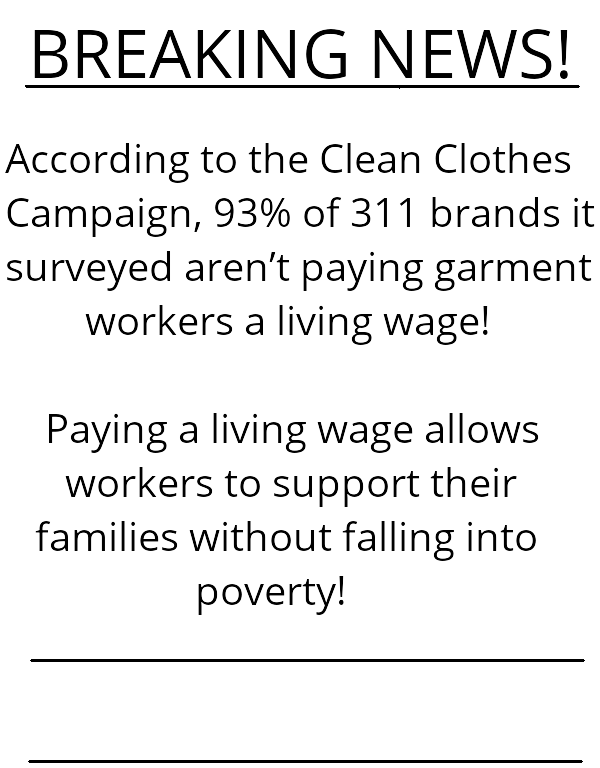 BREAKING NEWS!
According to the Clean Clothes
Campaign, 93% of 311 brands it
surveyed aren’t paying garment
workers a living wage!
Paying a living wage allows
workers to support their
families without falling into
poverty!